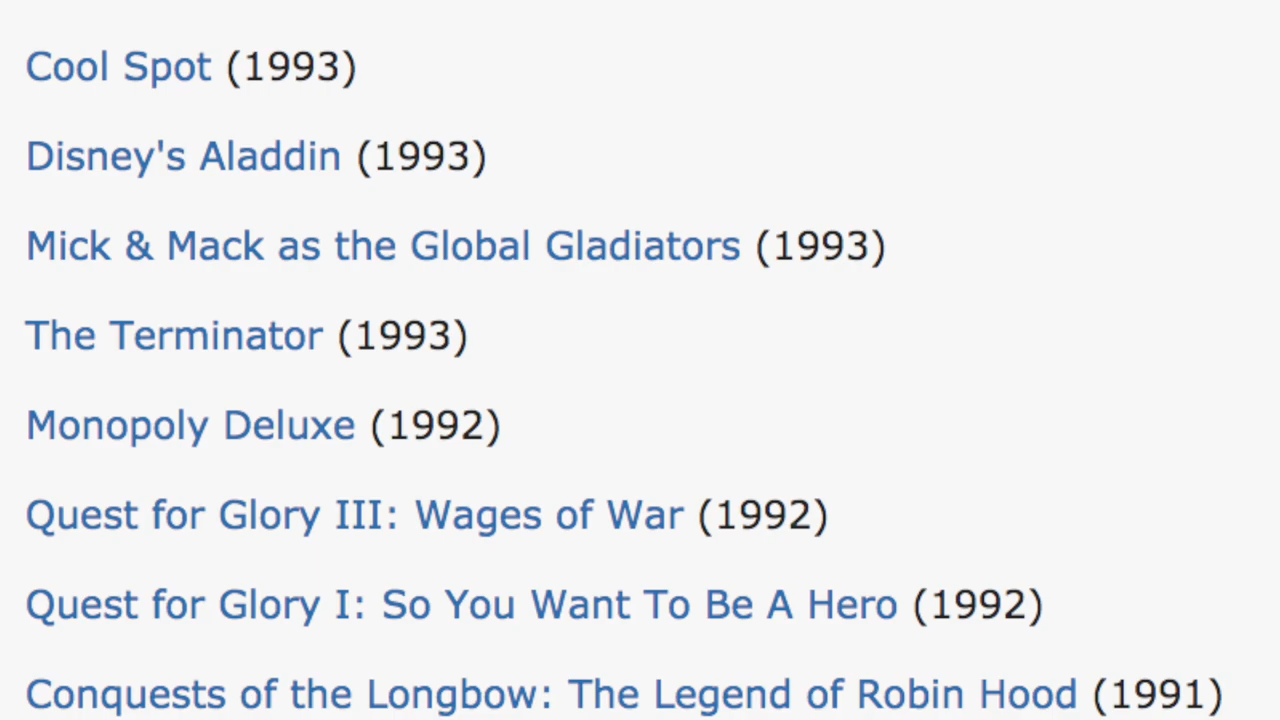 Cool Spot (1993)
Disney's Aladdin (1993)
Mick & Mack as the Global Gladiators (1993)
The Terminator (1993)
Monopoly Deluxe (1992)
Quest for Glory III: Wages of War (1992)
Quest for Glory I: So You Want To Be A Hero (1992)
Conquests of the Longbow: The Legend of Robin Hood (1991)